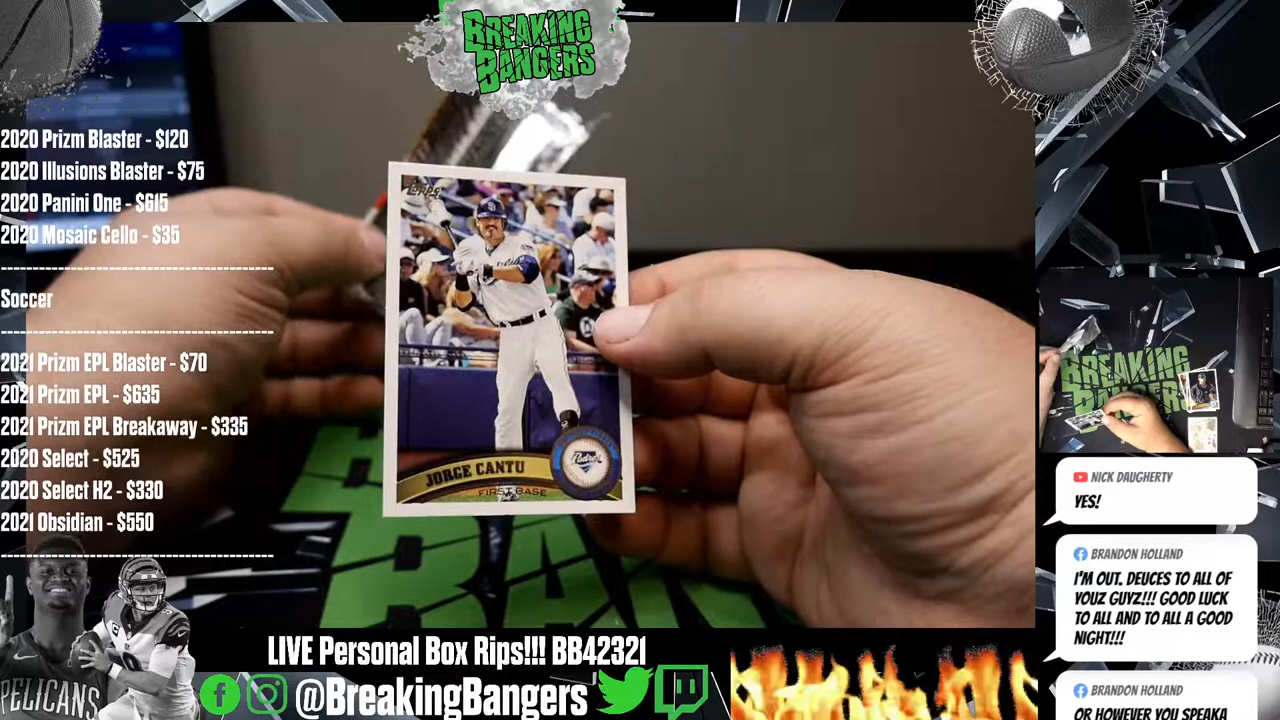 BREAKING
BANGERS
2020 Prizm Blaster - $120
2020 Illusions Blaster - $75
2020 Panini One - $615
2020 Mosaic Cello - $35
Soccer
2021 Prizm EPL Blaster - $70
2021 Prizm EPL - $635
2021 Prizm EPL Breakaway - $335
2020 Select - $525
2020 Select H2 - $330
2021 Obsidian - $550
PELICANS
Topps
Padres
JORGE CANTU
FIRST BASE
BREAKING
BANGERS
NICK DAUGHERTY
YES!
BRANDON HOLLAND
I'M OUT. DEUCES TO ALL OF
YOUZ GUYZ!!! GOOD LUCK
TO ALL AND TO ALL A GOOD
NIGHT!!!
BRANDON HOLLAND
OR HOWEVER YOU SPEAKA
LIVE Personal Box Rips!!! BB42321
@BreakingBangers